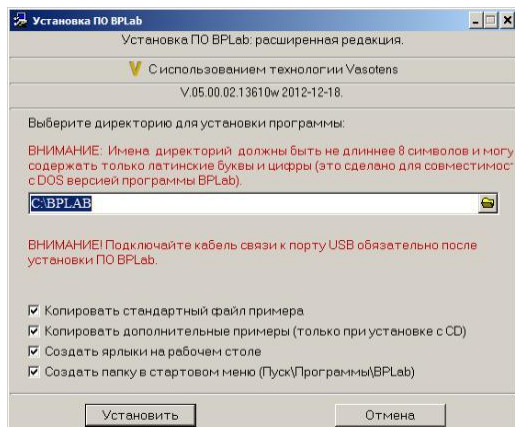 Установка ПО BPLab
Установка ПО BPLab: расширенная редакция.
С использованием технологии Vasotens
V.05.00.02.13610w 2012-12-18.
Выберите директорию для установки программы:
ВНИМАНИЕ: Имена директорий должны быть не длиннее 8 символов и могу
содержать только латинские буквы и цифры (это сделано для совместимос
с DOS версией программы BPLab).
C:\BPLAB
ВНИМАНИЕ! Подключайте кабель связи к порту USB обязательно после
установки ПО BPLab.
Копировать стандартный файл примера
Копировать дополнительные примеры (только при установке с CD)
Создать ярлыки на рабочем столе
Создать папку в стартовом меню (Пуск\Программы\BPLab)
Установить Отмена